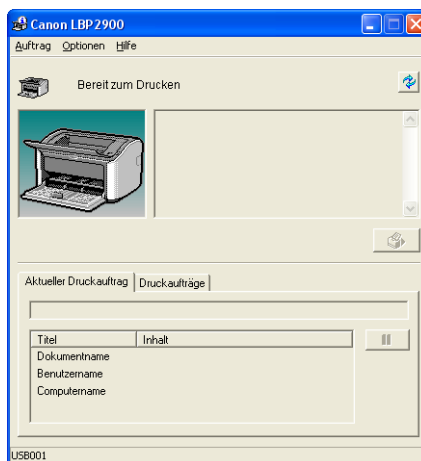 Canon LBP2900
Auftrag Optionen Hilfe
Bereit zum Drucken
Aktueller Druckauftrag Druckaufträge
Titel Inhalt
Dokumentname
Benutzername
Computername
USB001